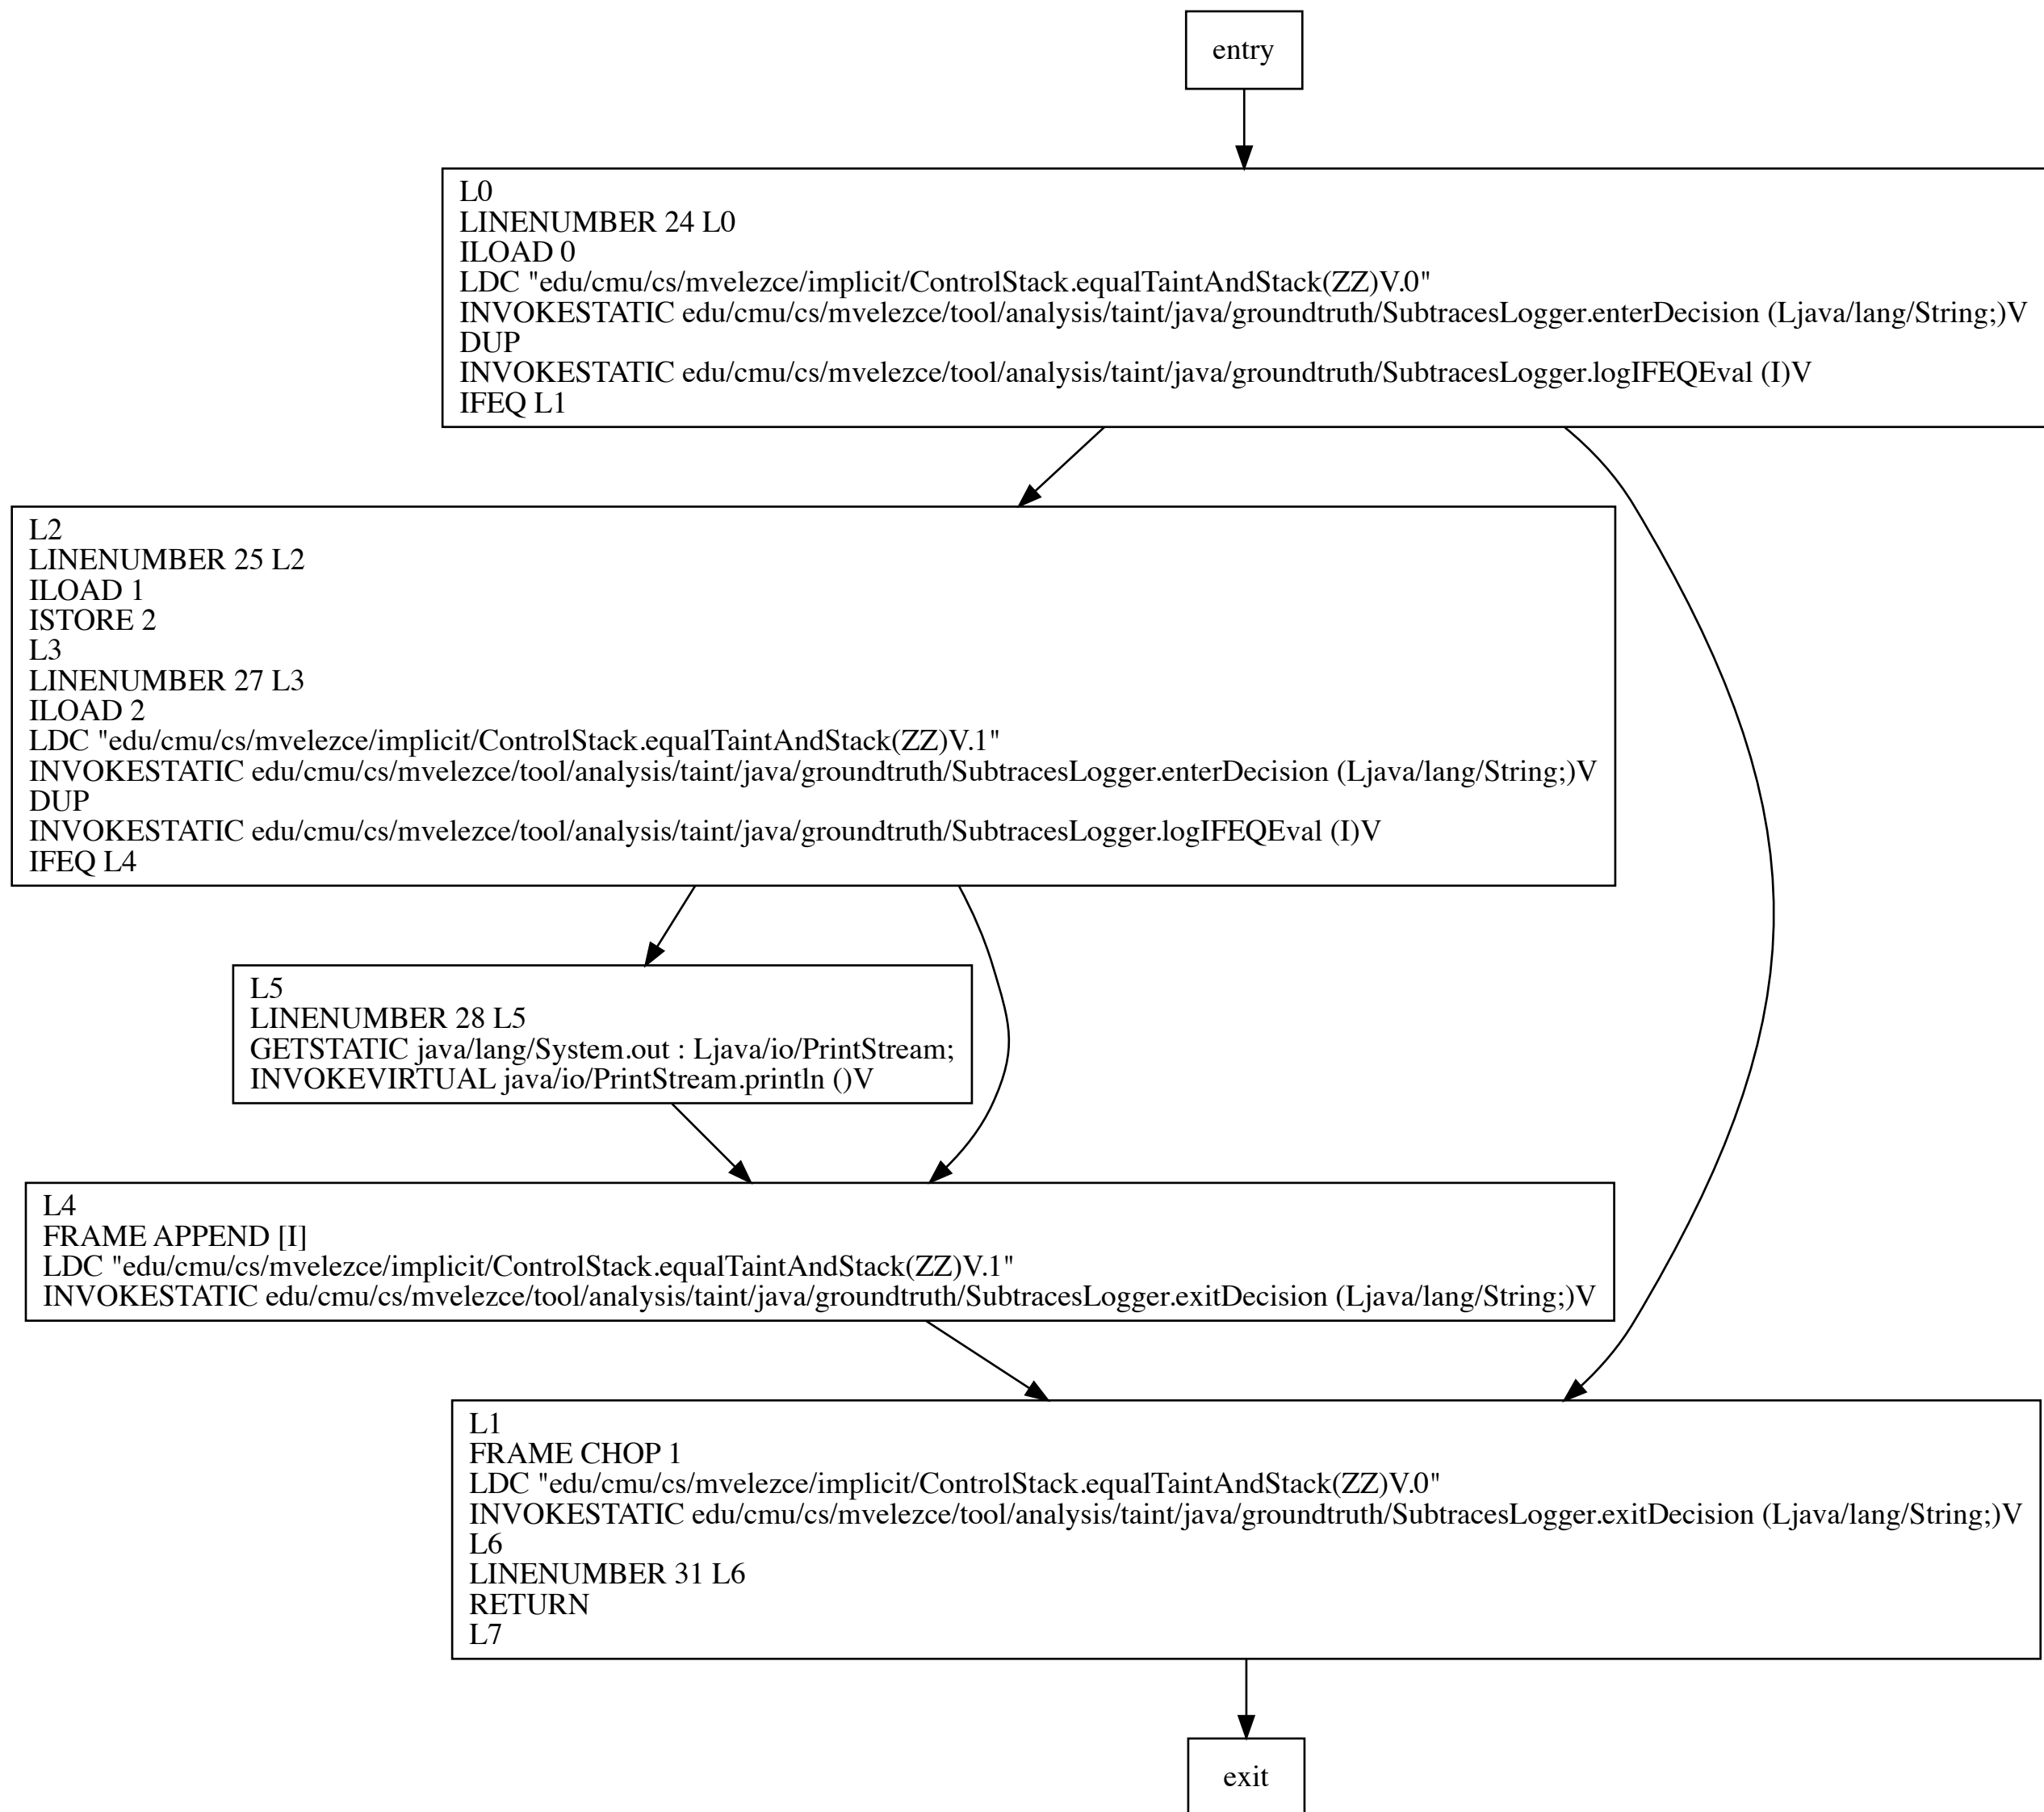 entry
L0
LINENUMBER 24 L0
ILOAD 0
LDC "edu/cmu/cs/mvelezce/implicit/ControlStack.equalTaintAndStack(ZZ)V.0"
INVOKESTATIC edu/cmu/cs/mvelezce/tool/analysis/taint/java/groundtruth/SubtracesLogger.enterDecision (Ljava/lang/String;)V
DUP
INVOKESTATIC edu/cmu/cs/mvelezce/tool/analysis/taint/java/groundtruth/SubtracesLogger.logIFEQEval (I)V
IFEQ L1
L2
LINENUMBER 25 L2
ILOAD 1
ISTORE 2
L3
LINENUMBER 27 L3
ILOAD 2
LDC "edu/cmu/cs/mvelezce/implicit/ControlStack.equalTaintAndStack(ZZ)V.1"
INVOKESTATIC edu/cmu/cs/mvelezce/tool/analysis/taint/java/groundtruth/SubtracesLogger.enterDecision (Ljava/lang/String;)V
DUP
INVOKESTATIC edu/cmu/cs/mvelezce/tool/analysis/taint/java/groundtruth/SubtracesLogger.logIFEQEval (I)V
IFEQ L4
L5
LINENUMBER 28 L5
GETSTATIC java/lang/System.out : Ljava/io/PrintStream;
INVOKEVIRTUAL java/io/PrintStream.println ()V
L4
FRAME APPEND [I]
LDC "edu/cmu/cs/mvelezce/implicit/ControlStack.equalTaintAndStack(ZZ)V.1"
INVOKESTATIC edu/cmu/cs/mvelezce/tool/analysis/taint/java/groundtruth/SubtracesLogger.exitDecision (Ljava/lang/String;)V
L1
FRAME CHOP 1
LDC "edu/cmu/cs/mvelezce/implicit/ControlStack.equalTaintAndStack(ZZ)V.0"
INVOKESTATIC edu/cmu/cs/mvelezce/tool/analysis/taint/java/groundtruth/SubtracesLogger.exitDecision (Ljava/lang/String;)V
L6
LINENUMBER 31 L6
RETURN
L7
exit